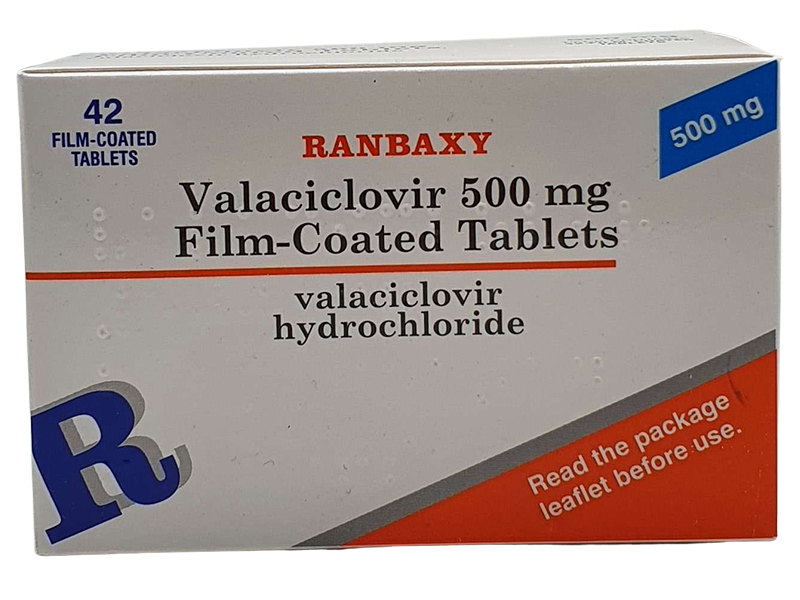 42
FILM-COATED
TABLETS
RANBAXY
500 mg
Valaciclovir 500 mg
Film-Coated Tablets
valaciclovir
hydrochloride
R
Read the package
leaflet before use.